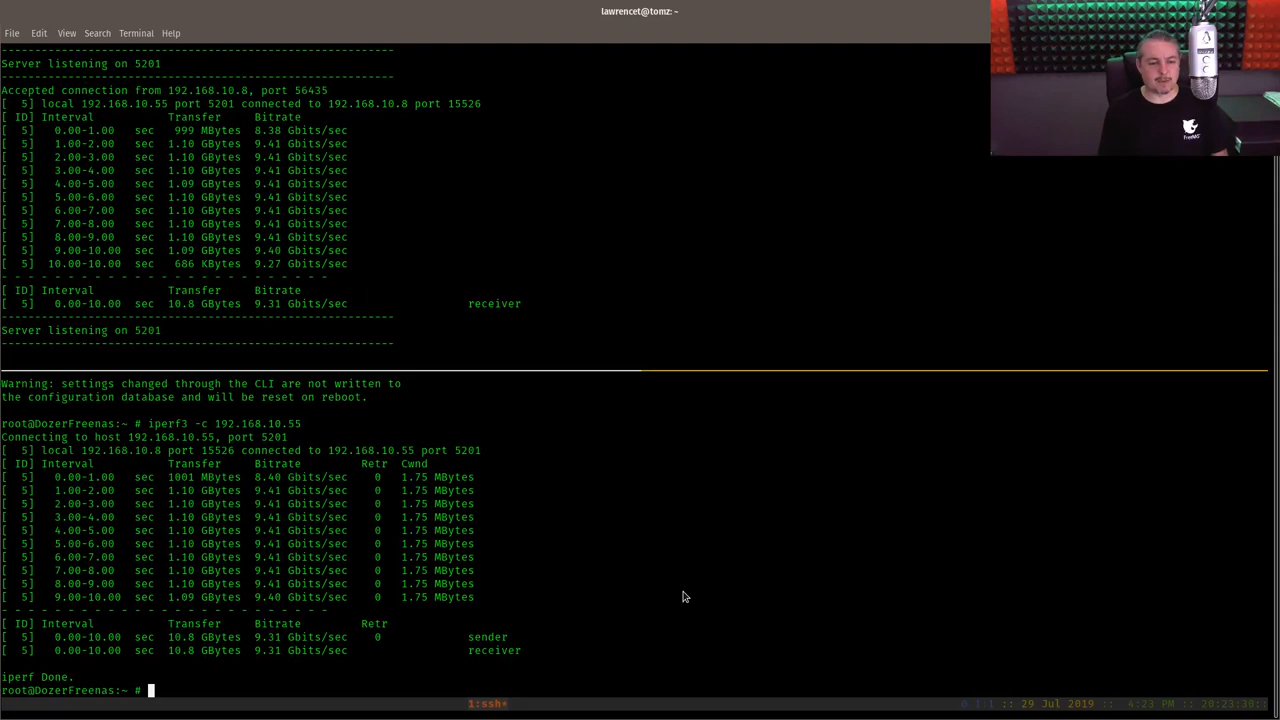 lawrencet@tomz: ~
File Edit View Search Terminal Help
-----------------------------------------------------------
Server listening on 5201
-----------------------------------------------------------
Accepted connection from 192.168.10.8, port 56435
[  5] local 192.168.10.55 port 5201 connected to 192.168.10.8 port 15526
[ ID] Interval           Transfer     Bitrate
[  5]   0.00-1.00   sec   999 MBytes  8.38 Gbits/sec
[  5]   1.00-2.00   sec  1.10 GBytes  9.41 Gbits/sec
[  5]   2.00-3.00   sec  1.10 GBytes  9.41 Gbits/sec
[  5]   3.00-4.00   sec  1.10 GBytes  9.41 Gbits/sec
[  5]   4.00-5.00   sec  1.09 GBytes  9.41 Gbits/sec
[  5]   5.00-6.00   sec  1.10 GBytes  9.41 Gbits/sec
[  5]   6.00-7.00   sec  1.10 GBytes  9.41 Gbits/sec
[  5]   7.00-8.00   sec  1.10 GBytes  9.41 Gbits/sec
[  5]   8.00-9.00   sec  1.10 GBytes  9.41 Gbits/sec
[  5]   9.00-10.00  sec  1.09 GBytes  9.40 Gbits/sec
[  5]  10.00-10.00  sec   686 KBytes  9.27 Gbits/sec
- - - - - - - - - - - - - - - - - - - - - - - - -
[ ID] Interval           Transfer     Bitrate
[  5]   0.00-10.00  sec  10.8 GBytes  9.31 Gbits/sec                  receiver
-----------------------------------------------------------
Server listening on 5201
-----------------------------------------------------------
Warning: settings changed through the CLI are not written to
the configuration database and will be reset on reboot.
root@DozerFreenas:~ # iperf3 -c 192.168.10.55
Connecting to host 192.168.10.55, port 5201
[  5] local 192.168.10.8 port 15526 connected to 192.168.10.55 port 5201
[ ID] Interval           Transfer     Bitrate         Retr  Cwnd
[  5]   0.00-1.00   sec  1001 MBytes  8.40 Gbits/sec    0   1.75 MBytes
[  5]   1.00-2.00   sec  1.10 GBytes  9.41 Gbits/sec    0   1.75 MBytes
[  5]   2.00-3.00   sec  1.10 GBytes  9.41 Gbits/sec    0   1.75 MBytes
[  5]   3.00-4.00   sec  1.10 GBytes  9.41 Gbits/sec    0   1.75 MBytes
[  5]   4.00-5.00   sec  1.10 GBytes  9.41 Gbits/sec    0   1.75 MBytes
[  5]   5.00-6.00   sec  1.10 GBytes  9.41 Gbits/sec    0   1.75 MBytes
[  5]   6.00-7.00   sec  1.10 GBytes  9.41 Gbits/sec    0   1.75 MBytes
[  5]   7.00-8.00   sec  1.10 GBytes  9.41 Gbits/sec    0   1.75 MBytes
[  5]   8.00-9.00   sec  1.10 GBytes  9.41 Gbits/sec    0   1.75 MBytes
[  5]   9.00-10.00  sec  1.09 GBytes  9.40 Gbits/sec    0   1.75 MBytes
- - - - - - - - - - - - - - - - - - - - - - - - -
[ ID] Interval           Transfer     Bitrate         Retr
[  5]   0.00-10.00  sec  10.8 GBytes  9.31 Gbits/sec    0             sender
[  5]   0.00-10.00  sec  10.8 GBytes  9.31 Gbits/sec                  receiver
iperf Done.
root@DozerFreenas:~ #
1:ssh* 1:1 :: 29 Jul 2019 :: 4:23 PM :: 20:23:30::